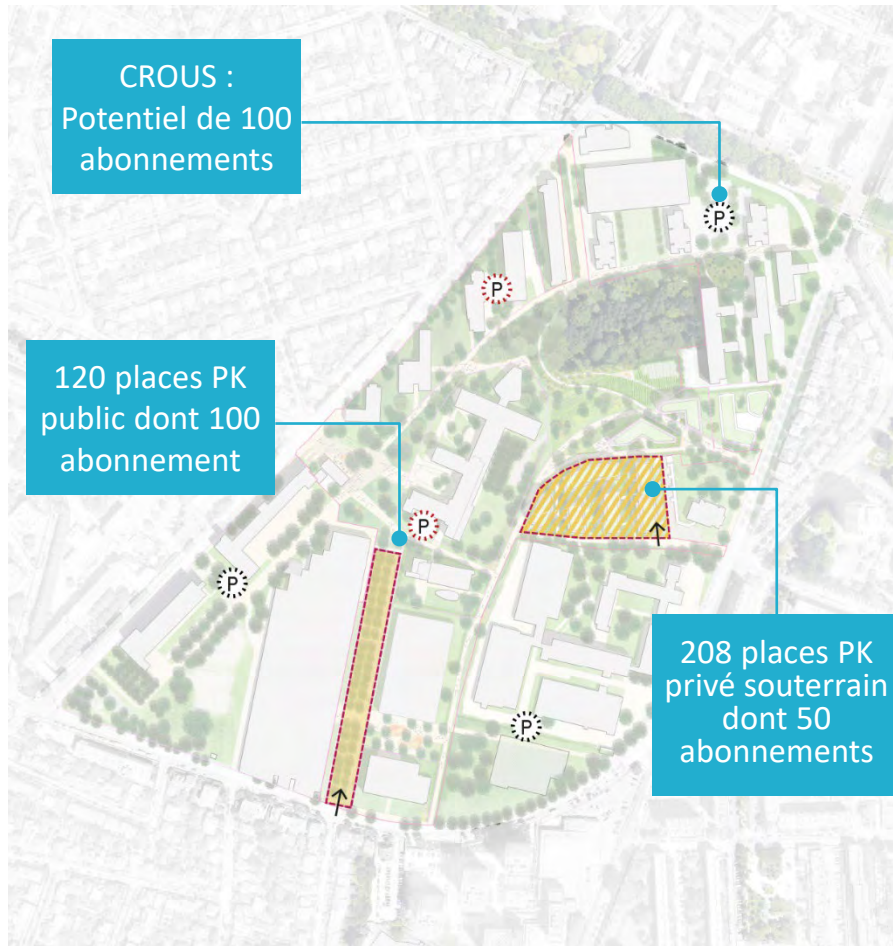 CROUS :
Potentiel de 100
abonnements
P
P
120 places PK
public dont 100
abonnement
P
P
208 places PK
privé souterrain
dont 50
abonnements
P